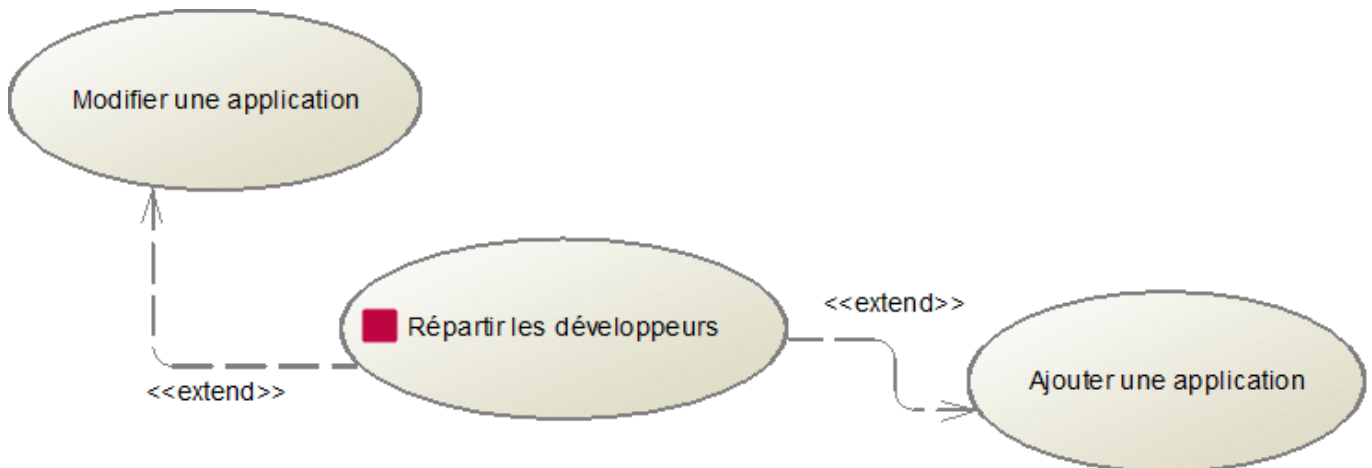 Modifier une application
<<extend>>
Répartir les développeurs
<<extend>>
Ajouter une application